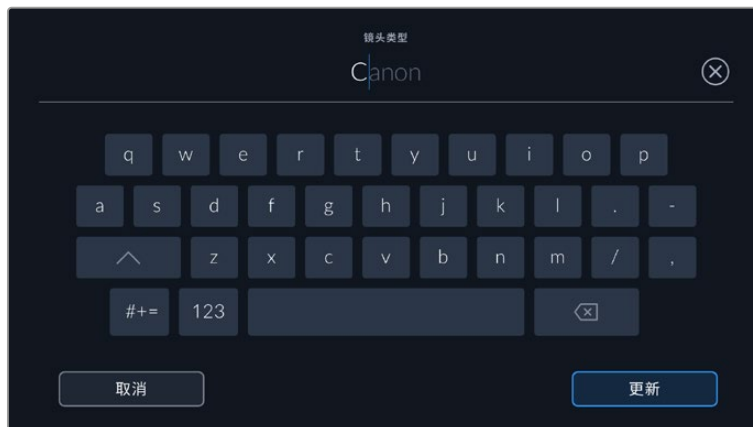 镜头类型
Canon
q w e r t y u i o p
a s d f g h j k l . -
z x c v b n m / ,
#+= 123
取消 更新